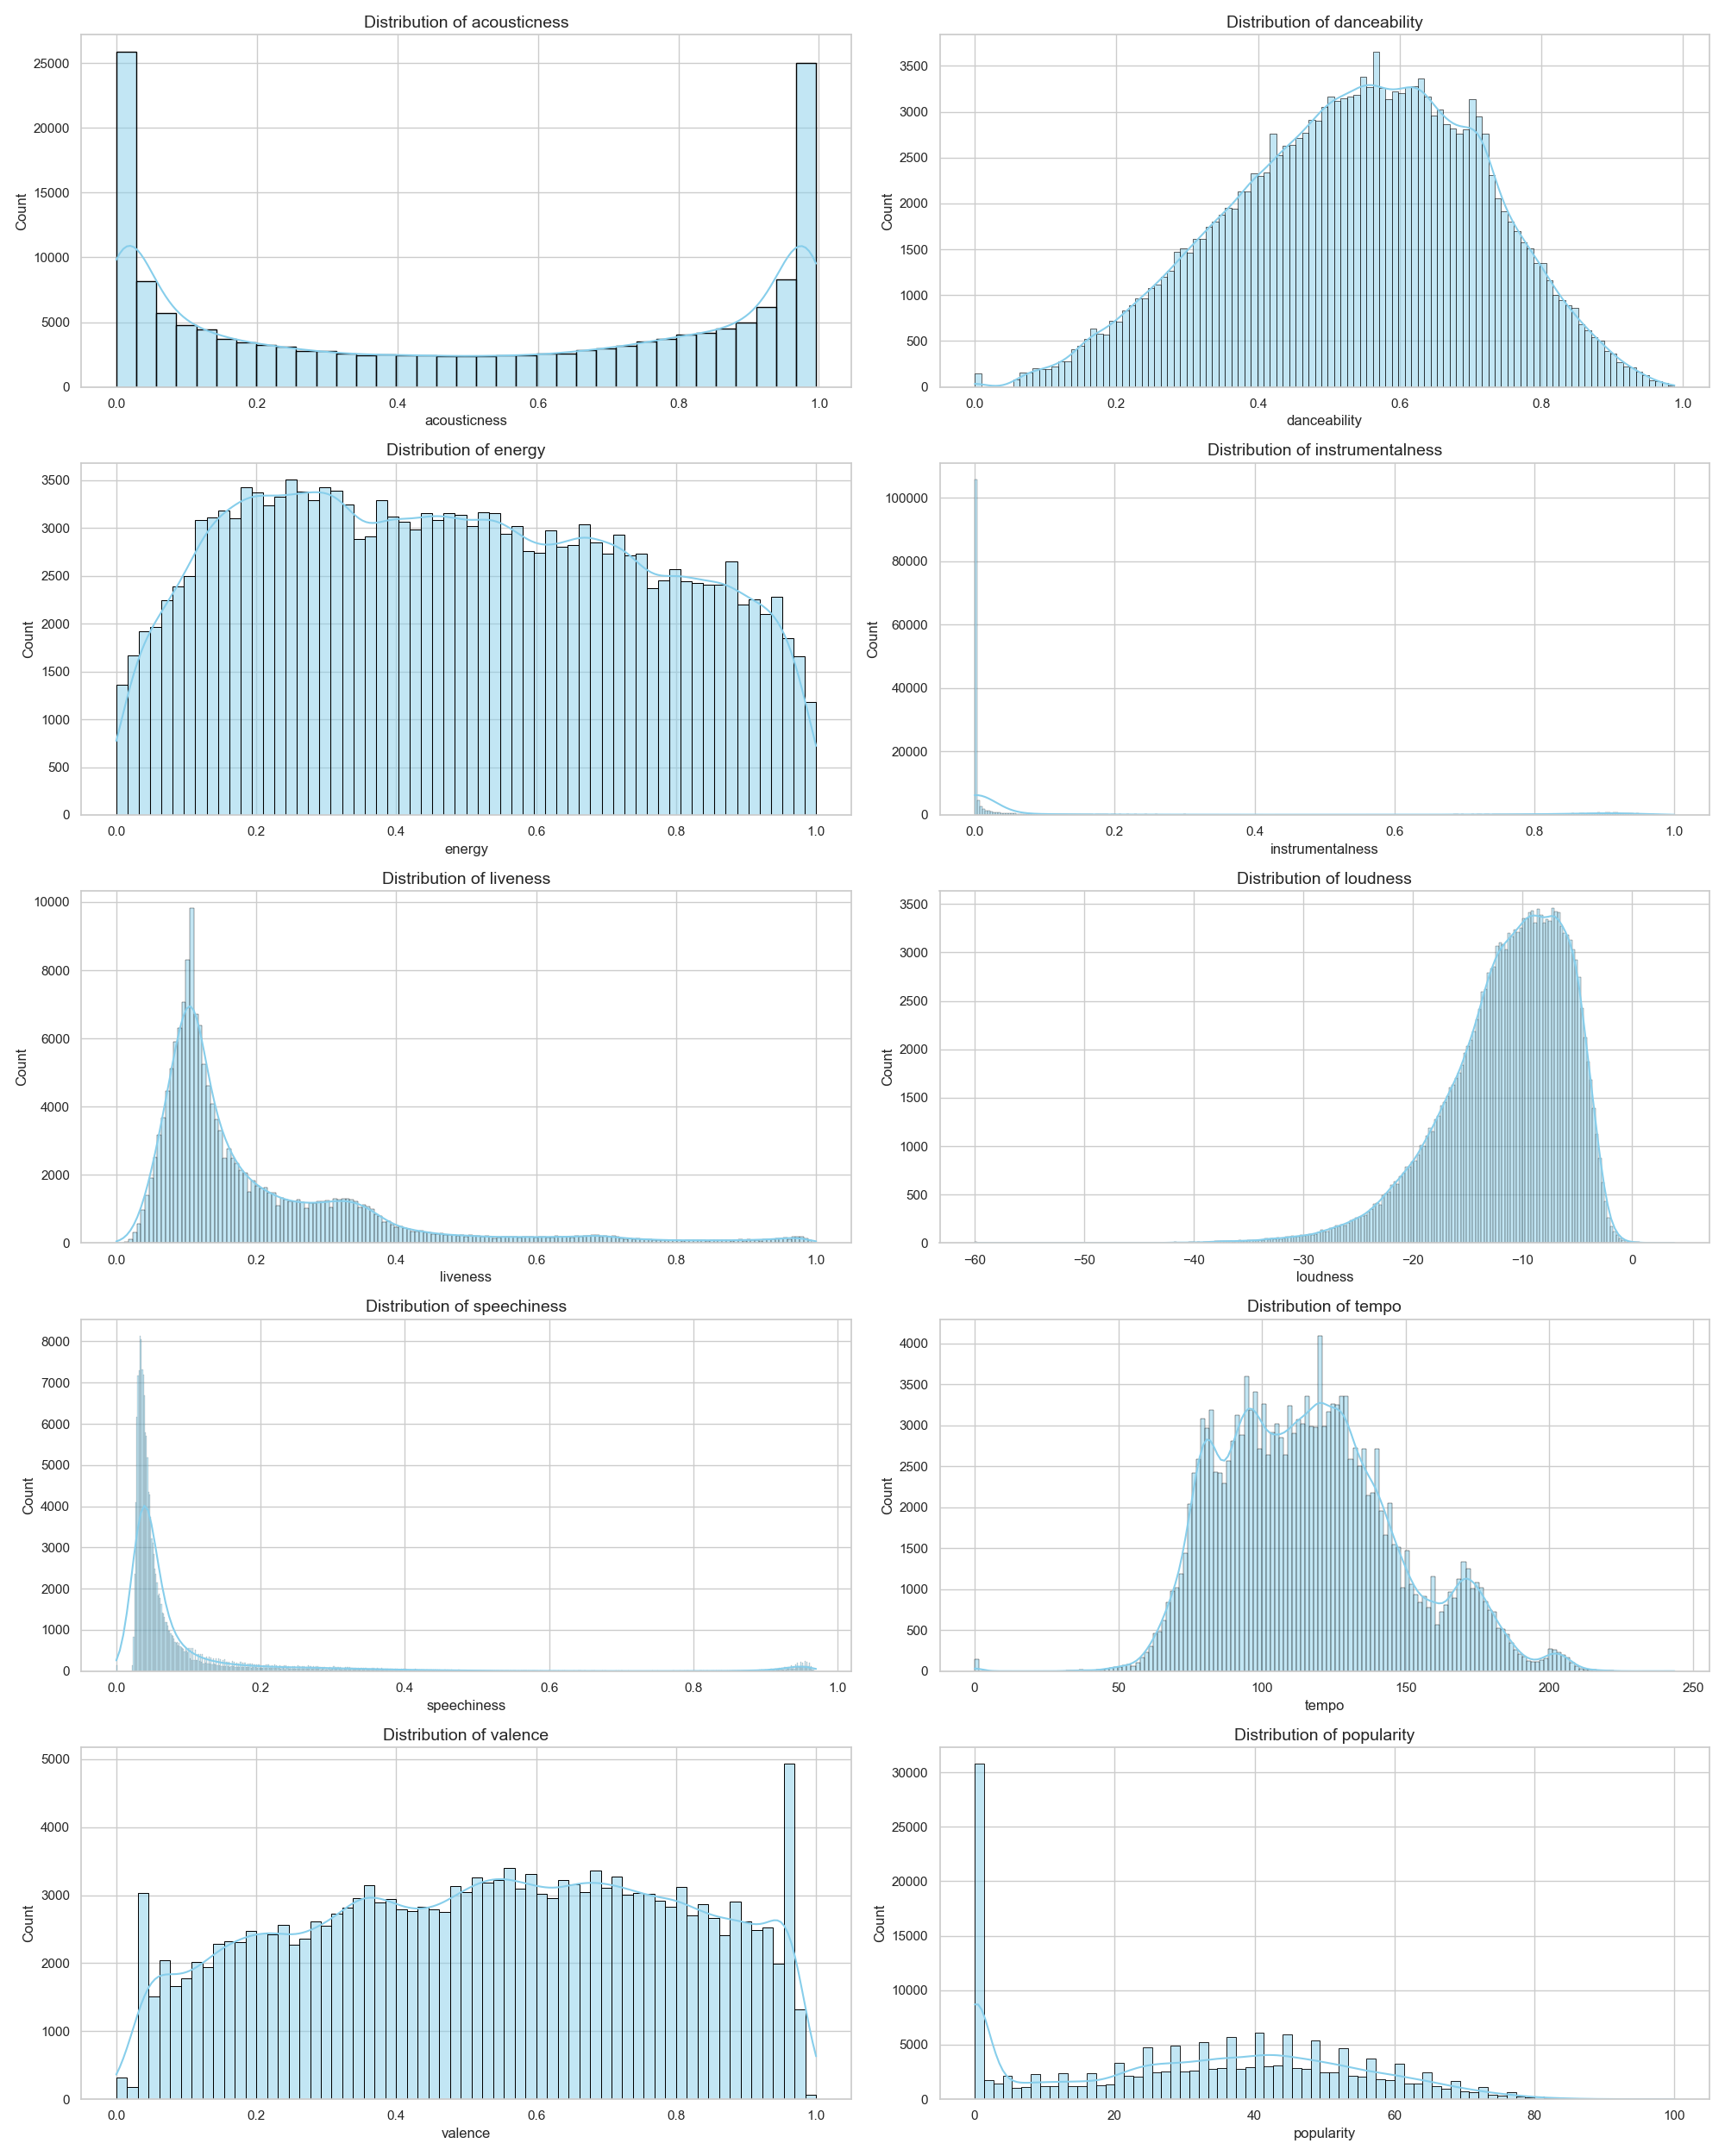 Distribution of acousticness
Count
25000
20000
15000
10000
5000
0
0.0 0.2 0.4 0.6 0.8 1.0
acousticness
Distribution of danceability
Count
3500
3000
2500
2000
1500
1000
500
0
0.0 0.2 0.4 0.6 0.8 1.0
danceability
Distribution of energy
Count
3500
3000
2500
2000
1500
1000
500
0
0.0 0.2 0.4 0.6 0.8 1.0
energy
Distribution of instrumentalness
Count
100000
80000
60000
40000
20000
0
0.0 0.2 0.4 0.6 0.8 1.0
instrumentalness
Distribution of liveness
Count
10000
8000
6000
4000
2000
0
0.0 0.2 0.4 0.6 0.8 1.0
liveness
Distribution of loudness
Count
3500
3000
2500
2000
1500
1000
500
0
−60 −50 −40 −30 −20 −10 0
loudness
Distribution of speechiness
Count
8000
7000
6000
5000
4000
3000
2000
1000
0
0.0 0.2 0.4 0.6 0.8 1.0
speechiness
Distribution of tempo
Count
4000
3500
3000
2500
2000
1500
1000
500
0
0 50 100 150 200 250
tempo
Distribution of valence
Count
5000
4000
3000
2000
1000
0
0.0 0.2 0.4 0.6 0.8 1.0
valence
Distribution of popularity
Count
30000
25000
20000
15000
10000
5000
0
0 20 40 60 80 100
popularity